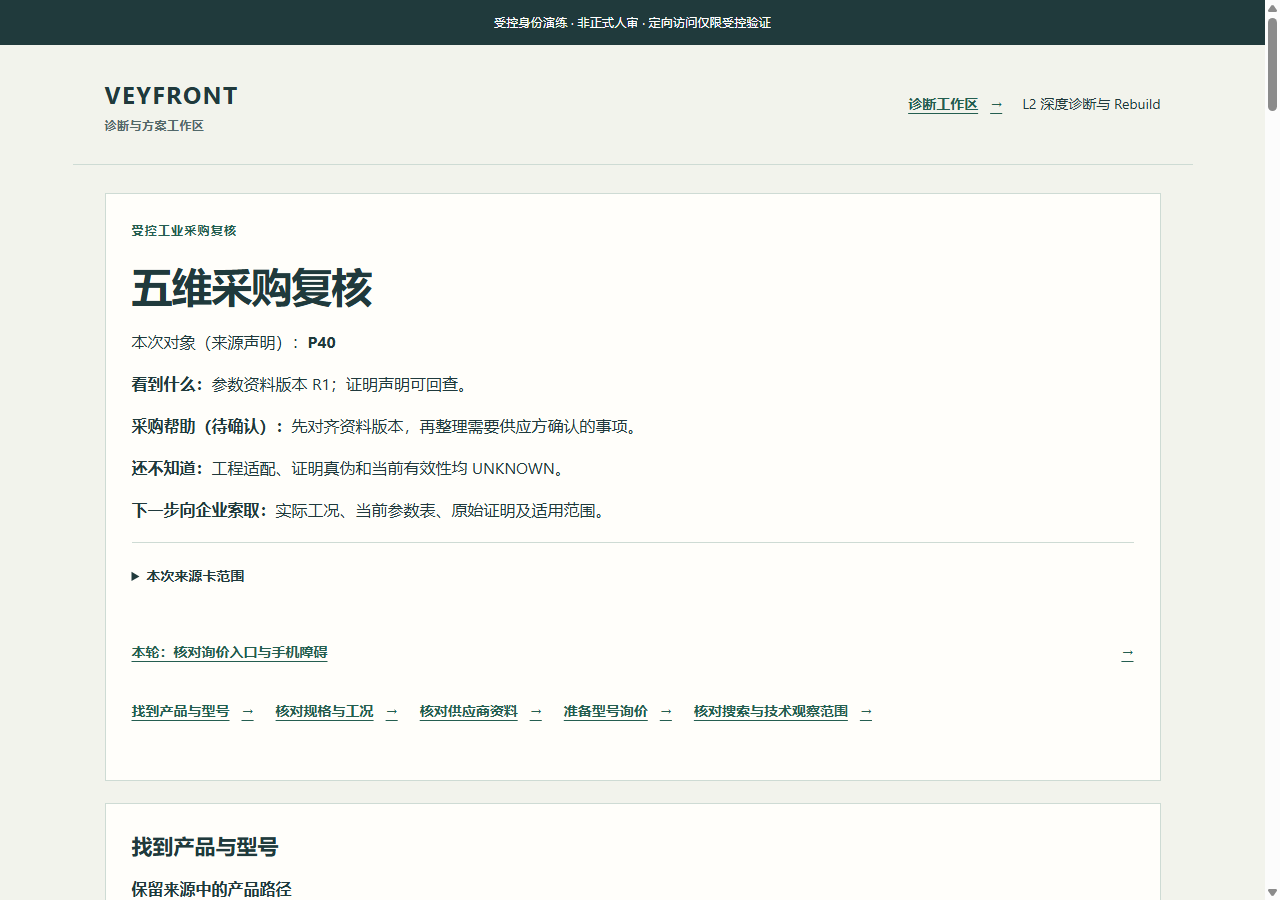 受控身份演练 · 非正式人审 · 定向访问仅限受控验证
VEYFRONT
诊断与方案工作区
诊断工作区 → L2 深度诊断与 Rebuild
受控工业采购复核
五维采购复核
本次对象（来源声明）：P40
看到什么：参数资料版本 R1；证明声明可回查。
采购帮助（待确认）：先对齐资料版本，再整理需要供应方确认的事项。
还不知道：工程适配、证明真伪和当前有效性均 UNKNOWN。
下一步向企业索取：实际工况、当前参数表、原始证明及适用范围。
▶ 本次来源卡范围
本轮：核对询价入口与手机障碍 →
找到产品与型号 → 核对规格与工况 → 核对供应商资料 → 准备型号询价 → 核对搜索与技术观察范围 →
找到产品与型号
保留来源中的产品路径